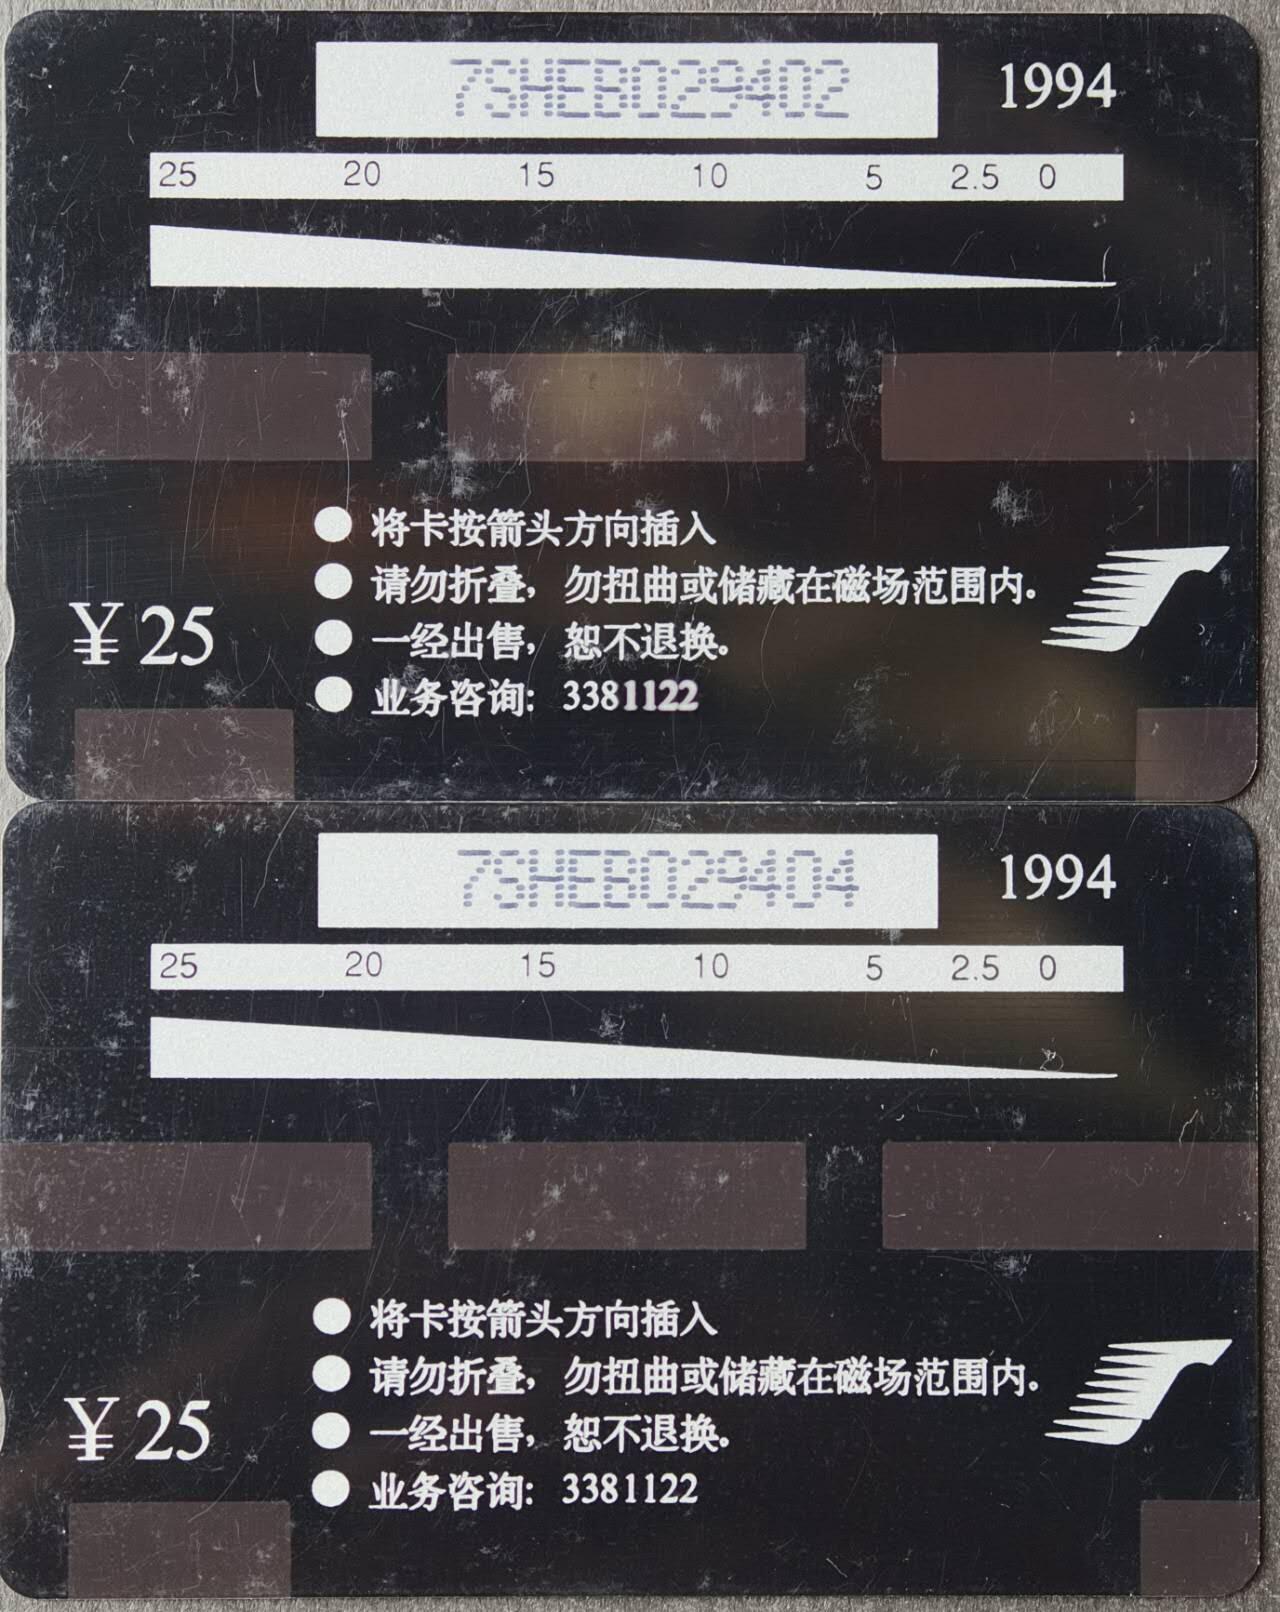 7SHEB029402
1994
25 20 15 10 5 2.5 0
将卡按箭头方向插入
请勿折叠，勿扭曲或储藏在磁场范围内。
¥25
一经出售，恕不退换。
业务咨询：3381122
7SHEB029404
1994
25 20 15 10 5 2.5 0
将卡按箭头方向插入
请勿折叠，勿扭曲或储藏在磁场范围内。
¥25
一经出售，恕不退换。
业务咨询：3381122